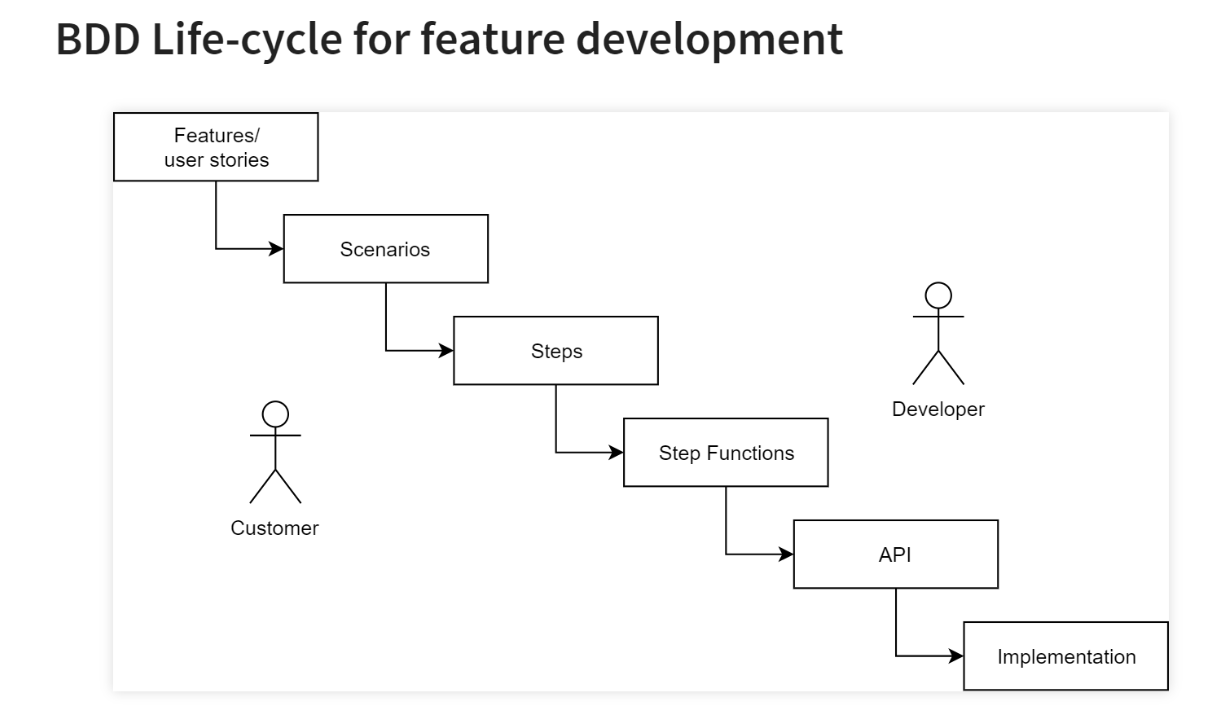 BDD Life-cycle for feature development
Features/
user stories
Scenarios
Steps
Developer
Step Functions
Customer
API
Implementation